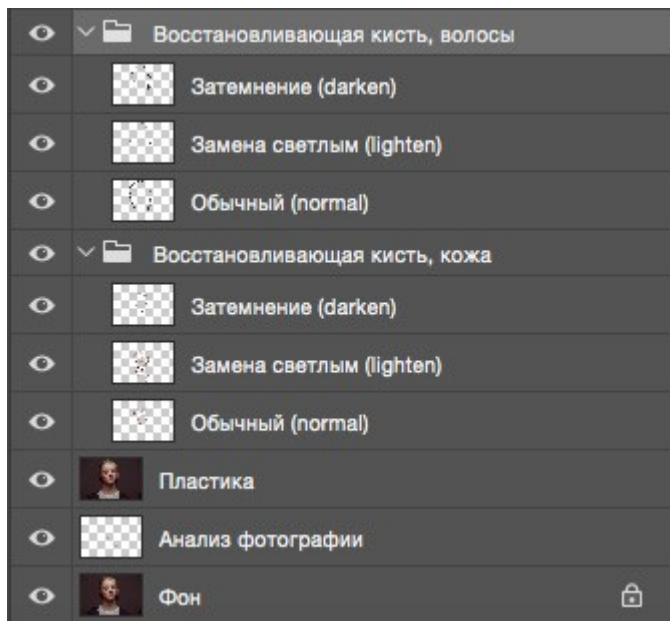 Восстановливающая кисть, волосы
Затемнение (darken)
Замена светлым (lighten)
Обычный (normal)
Восстановливающая кисть, кожа
Затемнение (darken)
Замена светлым (lighten)
Обычный (normal)
Пластика
Анализ фотографии
Фон